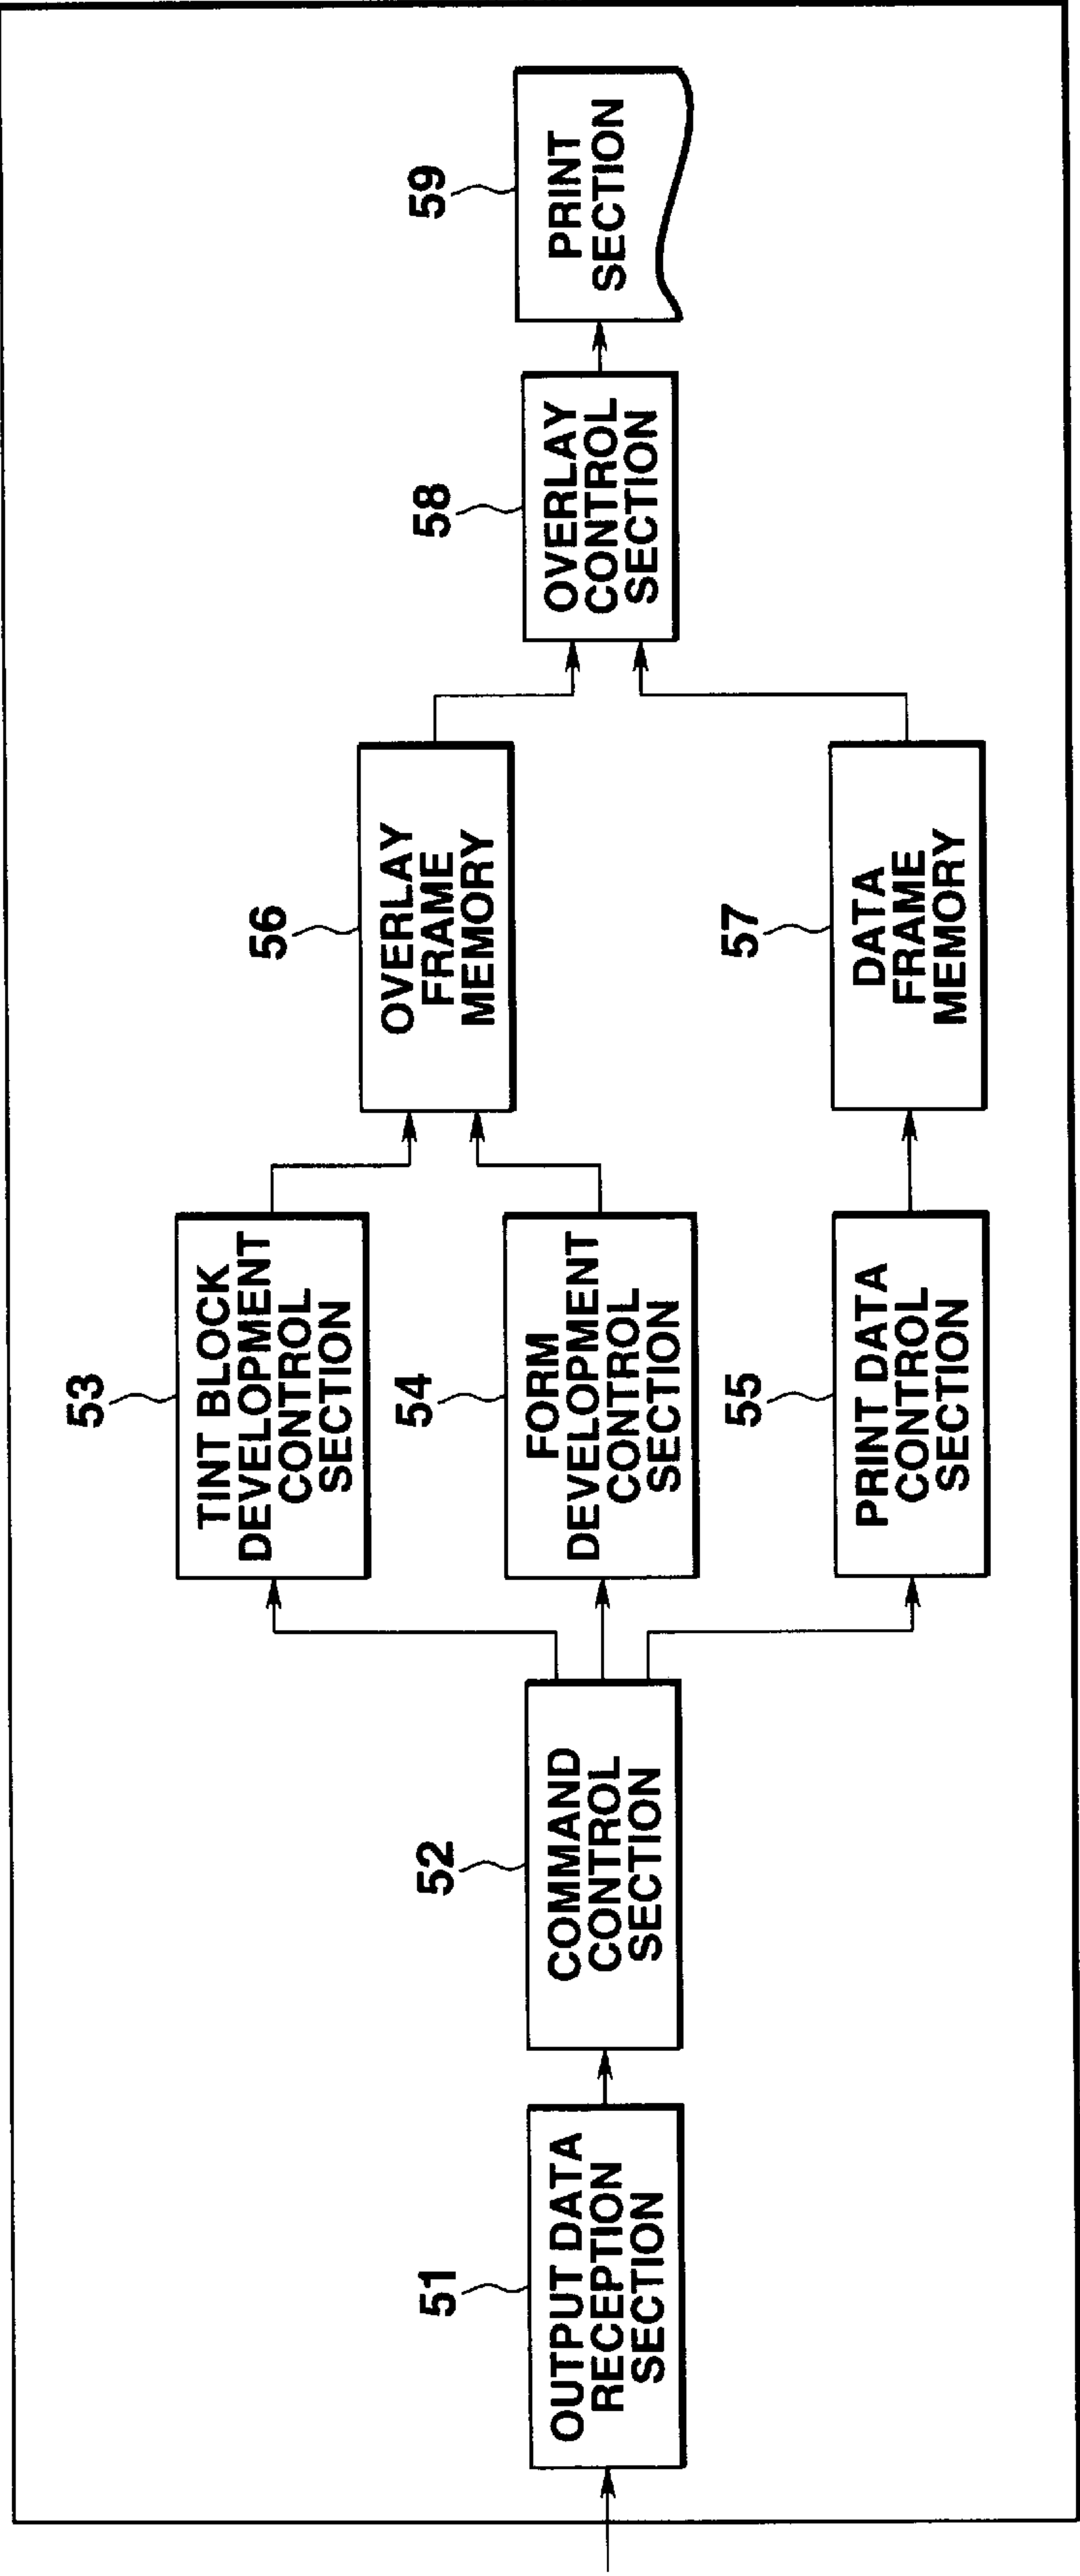 51
OUTPUT DATA
RECEPTION
SECTION
52
COMMAND
CONTROL
SECTION
53
TINT BLOCK
DEVELOPMENT
CONTROL
SECTION
54
FORM
DEVELOPMENT
CONTROL
SECTION
55
PRINT DATA
CONTROL
SECTION
56
OVERLAY
FRAME
MEMORY
57
DATA
FRAME
MEMORY
58
OVERLAY
CONTROL
SECTION
59
PRINT
SECTION